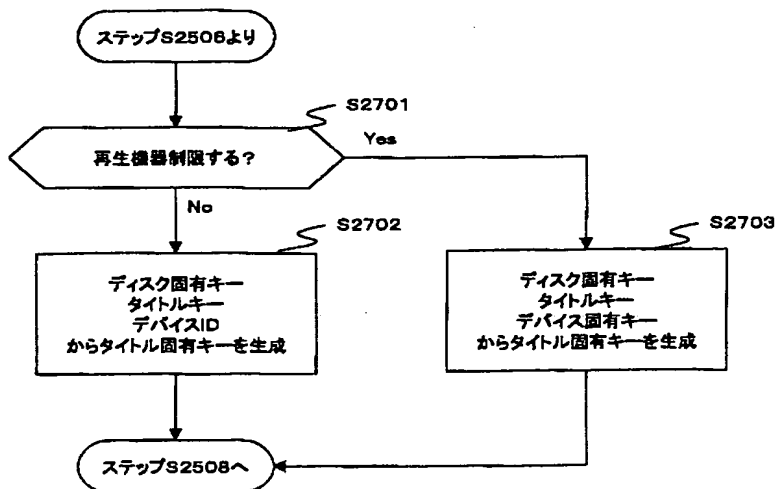 ステップS2506より
S2701
再生機器制限する?
Yes
No
S2702
ディスク固有キー
タイトルキー
デバイスID
からタイトル固有キーを生成
S2703
ディスク固有キー
タイトルキー
デバイス固有キー
からタイトル固有キーを生成
ステップS2508へ